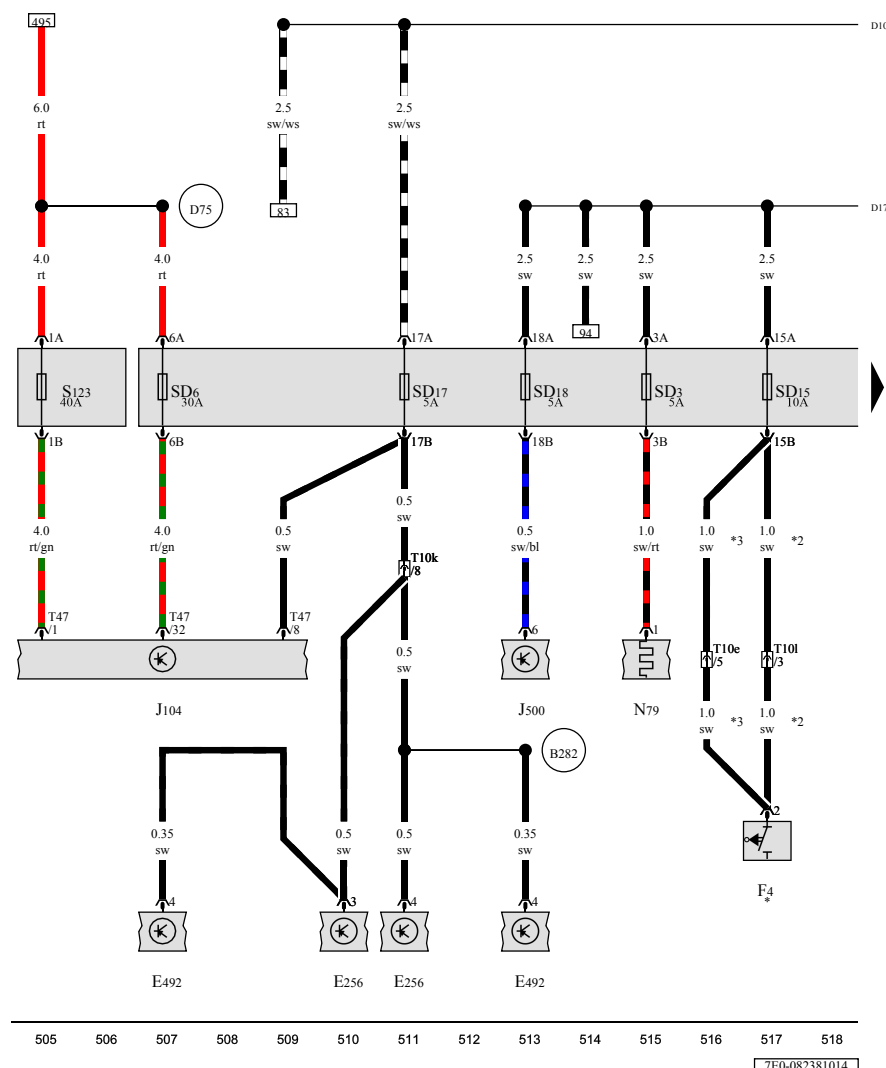 495
D10
6.0
rt
2.5
sw/ws
2.5
sw/ws
D75
83
D17
4.0
rt
4.0
rt
2.5
sw
2.5
sw
2.5
sw
2.5
sw
94
1A
6A
17A
18A
3A
15A
S123
40A
SD6
30A
SD17
5A
SD18
5A
SD3
5A
SD15
10A
1B
6B
17B
18B
3B
15B
4.0
rt/gn
4.0
rt/gn
0.5
sw
0.5
sw
0.5
sw/bl
1.0
sw/rt
1.0
sw
*3
1.0
sw
*2
T10k
/8
T47
/1
T47
/32
T47
/8
6
1
T10e
/5
T10l
/3
0.5
sw
J104
J500
N79
1.0
sw
*3
1.0
sw
*2
B282
2
0.35
sw
0.5
sw
0.5
sw
0.35
sw
F4
*
4
3
4
4
E492
E256
E256
E492
505 506 507 508 509 510 511 512 513 514 515 516 517 518
7E0-082381014